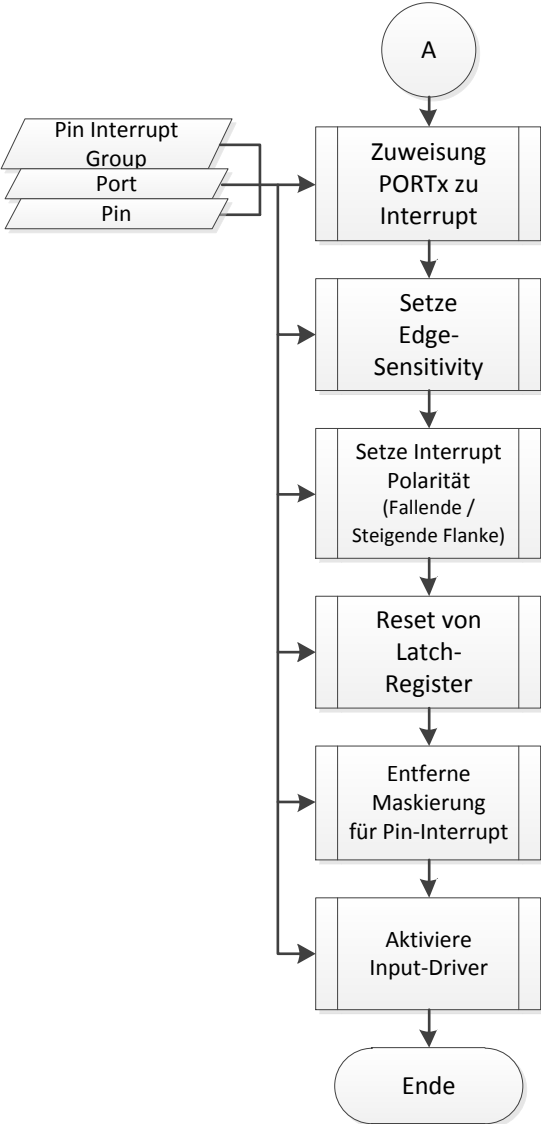 A
Pin Interrupt
Group
Port
Pin
Zuweisung
PORTx zu
Interrupt
Setze
Edge-
Sensitivity
Setze Interrupt
Polarität
(Fallende /
Steigende Flanke)
Reset von
Latch-
Register
Entferne
Maskierung
für Pin-Interrupt
Aktiviere
Input-Driver
Ende